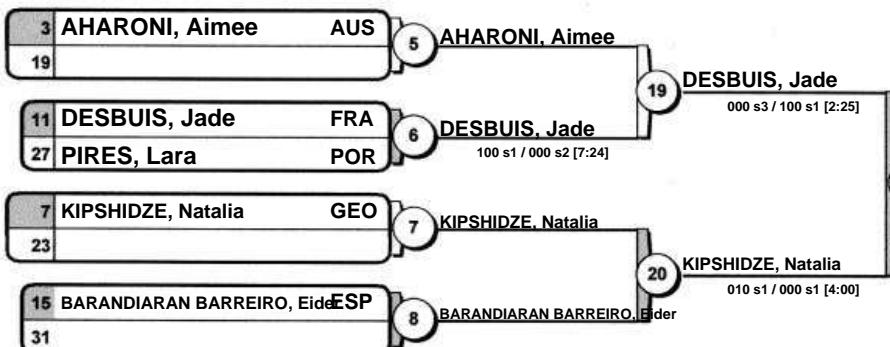 3 AHARONI, Aimee AUS
19
5
AHARONI, Aimee
11 DESBUIS, Jade FRA
27 PIRES, Lara POR
6
DESBUIS, Jade
100 s1 / 000 s2 [7:24]
19
DESBUIS, Jade
000 s3 / 100 s1 [2:25]
7 KIPSHIDZE, Natalia GEO
23
7
KIPSHIDZE, Natalia
15 BARANDIARAN BARREIRO, Eider ESP
31
8
BARANDIARAN BARREIRO, Eider
20
KIPSHIDZE, Natalia
010 s1 / 000 s1 [4:00]